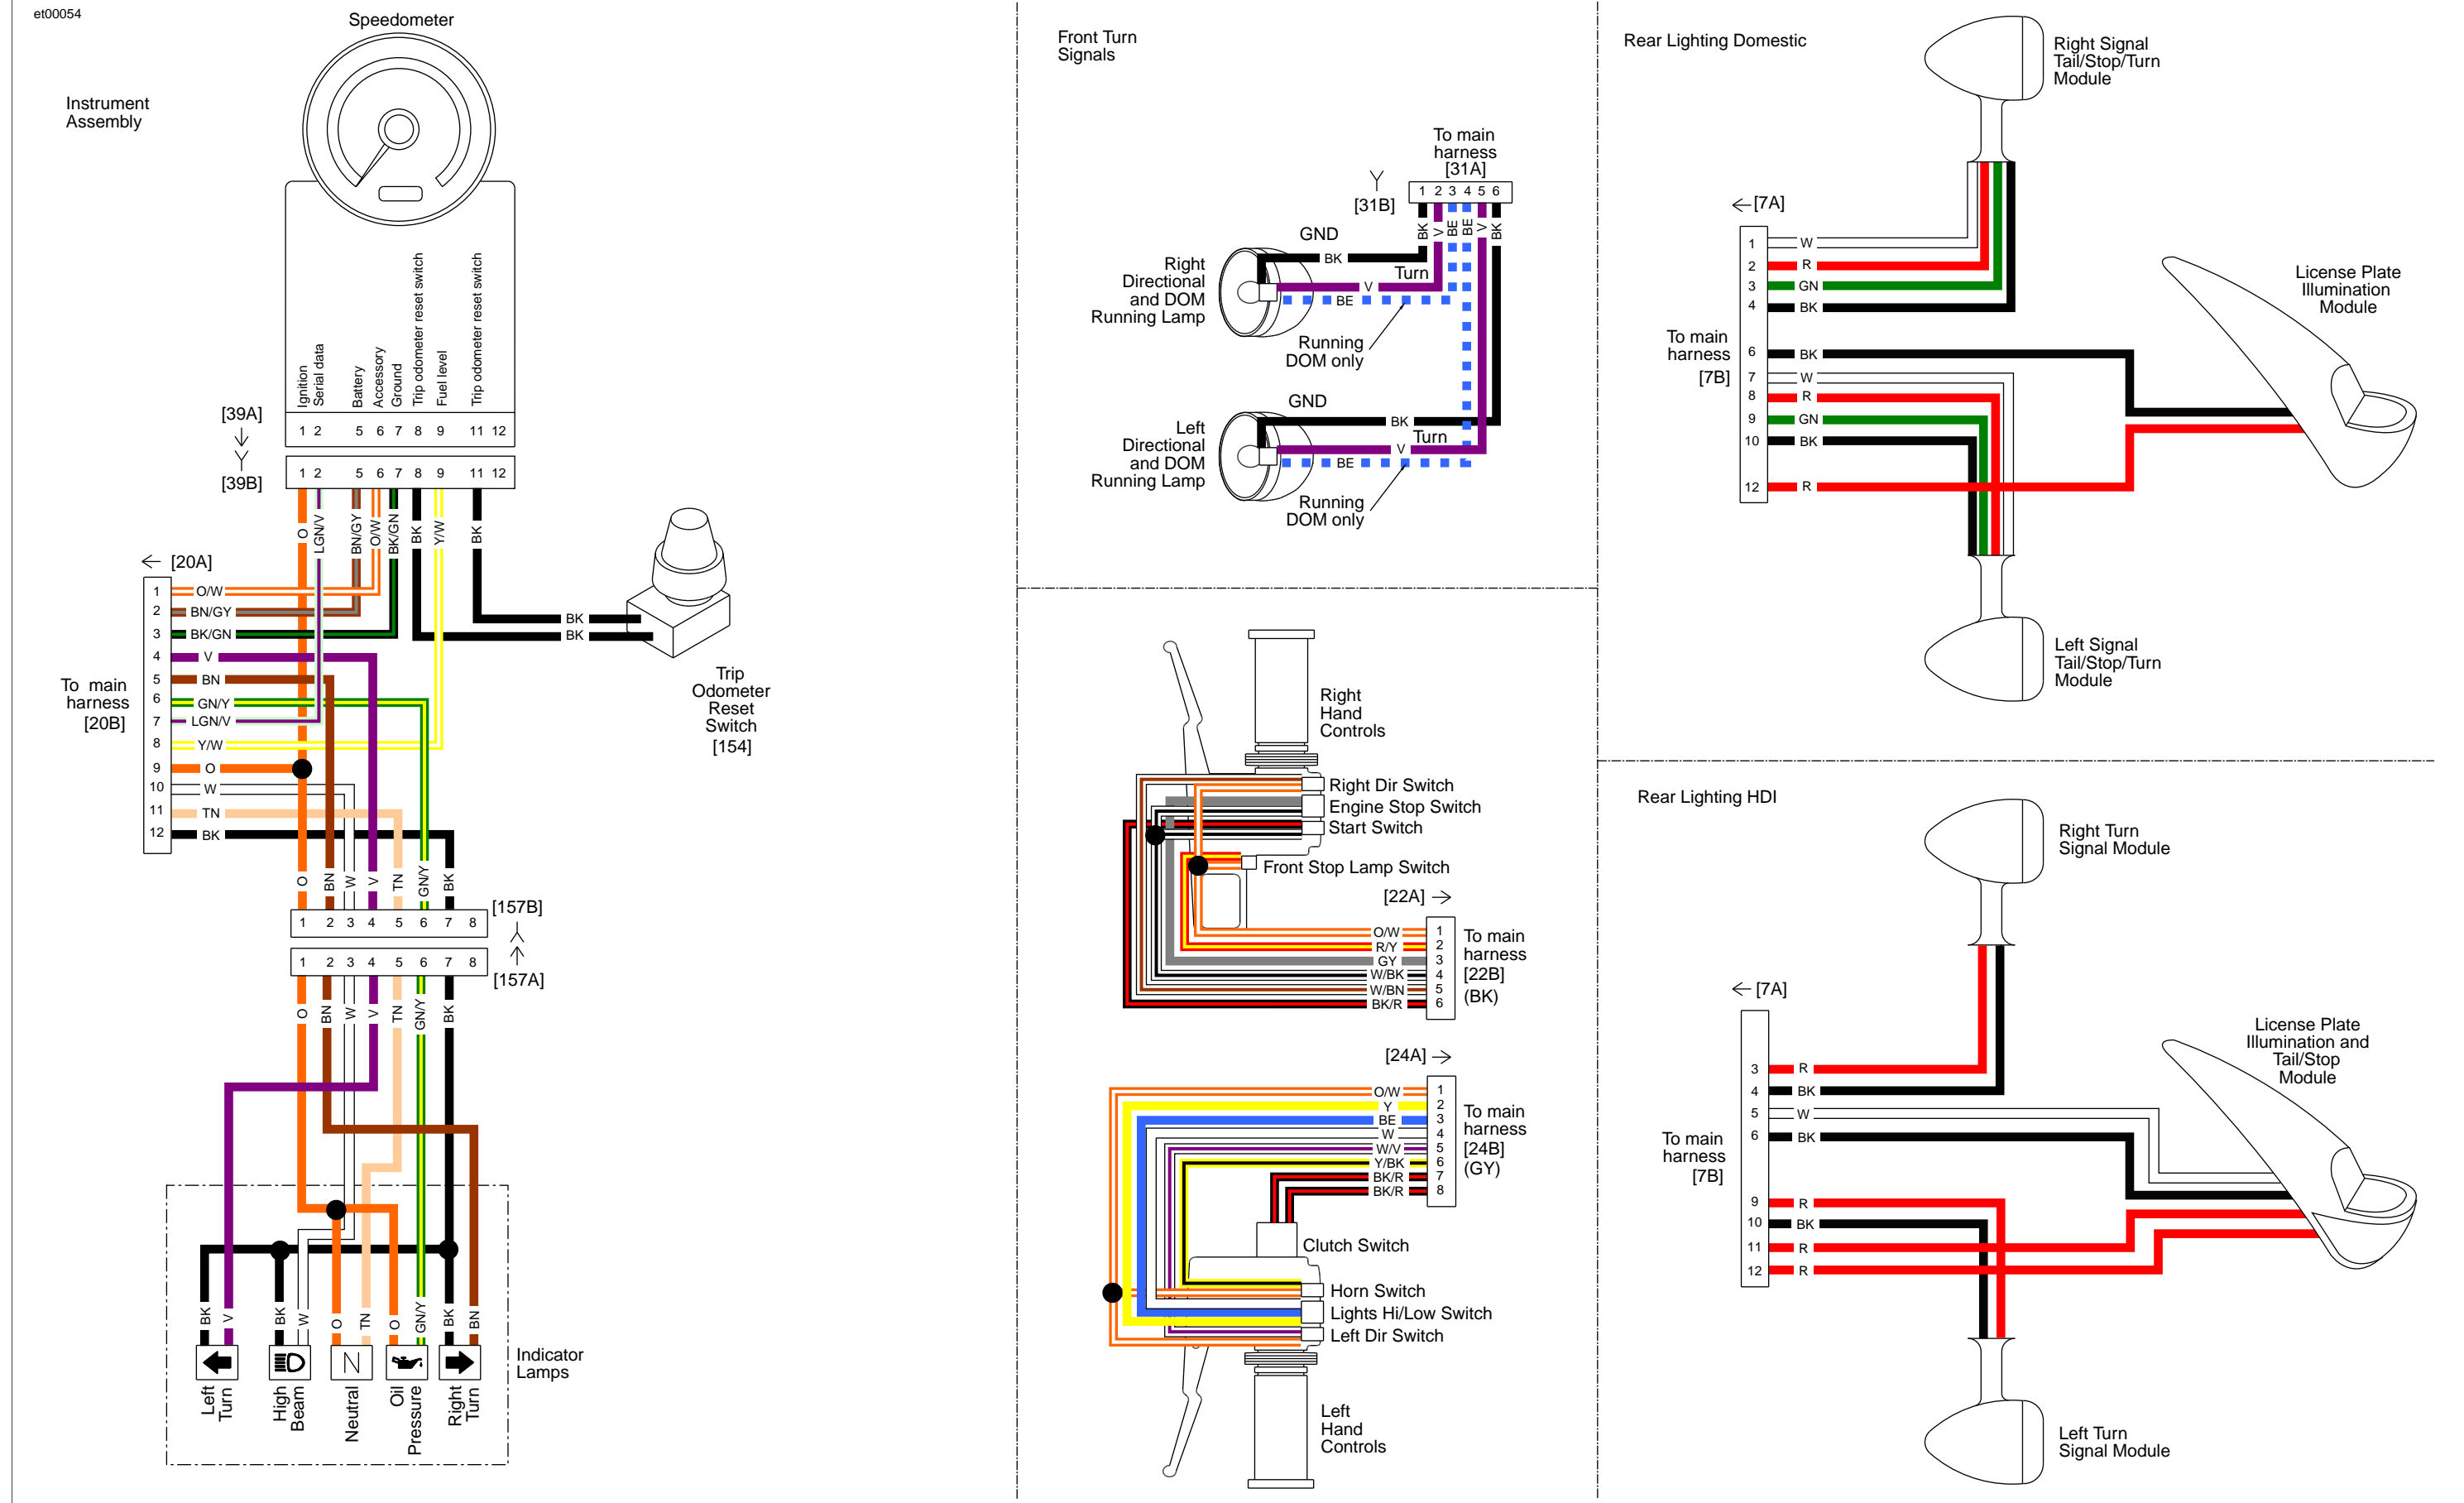 et00054
Speedometer
Instrument
Assembly
Ignition
Serial data
Battery
Accessory
Ground
Trip odometer reset switch
Fuel level
Trip odometer reset switch
[39A]
1 2 5 6 7 8 9 11 12
[39B]
1 2 5 6 7 8 9 11 12
O
LGN/V
BN/GY
O/W
BK/GN
BK
Y/W
BK
[20A]
1 O/W
2 BN/GY
3 BK/GN
4 V
5 BN
6 GN/Y
7 LGN/V
8 Y/W
9 O
10 W
11 TN
12 BK
To main
harness
[20B]
BK
BK
Trip
Odometer
Reset
Switch
[154]
O
BN
W
V
TN
GN/Y
BK
[157B]
1 2 3 4 5 6 7 8
1 2 3 4 5 6 7 8
[157A]
O
BN
W
V
TN
GN/Y
BK
BK
V
BK
W
O
TN
O
GN/Y
BK
BN
Indicator
Lamps
Left
Turn
High
Beam
Neutral
Oil
Pressure
Right
Turn
Front Turn
Signals
To main
harness
[31A]
[31B]
1 2 3 4 5 6
BK
V
BE
BE
V
BK
GND
BK
Turn
V
BE
Right
Directional
and DOM
Running Lamp
Running
DOM only
GND
BK
Turn
V
BE
Left
Directional
and DOM
Running Lamp
Running
DOM only
Right
Hand
Controls
Right Dir Switch
Engine Stop Switch
Start Switch
Front Stop Lamp Switch
[22A]
O/W 1
R/Y 2
GY 3
W/BK 4
W/BN 5
BK/R 6
To main
harness
[22B]
(BK)
[24A]
O/W 1
Y 2
BE 3
W 4
W/V 5
Y/BK 6
BK/R 7
BK/R 8
To main
harness
[24B]
(GY)
Clutch Switch
Horn Switch
Lights Hi/Low Switch
Left Dir Switch
Left
Hand
Controls
Rear Lighting Domestic
Right Signal
Tail/Stop/Turn
Module
[7A]
1 W
2 R
3 GN
4 BK
6 BK
7 W
8 R
9 GN
10 BK
12 R
To main
harness
[7B]
License Plate
Illumination
Module
Left Signal
Tail/Stop/Turn
Module
Rear Lighting HDI
Right Turn
Signal Module
[7A]
3 R
4 BK
5 W
6 BK
9 R
10 BK
11 R
12 R
To main
harness
[7B]
License Plate
Illumination and
Tail/Stop
Module
Left Turn
Signal Module